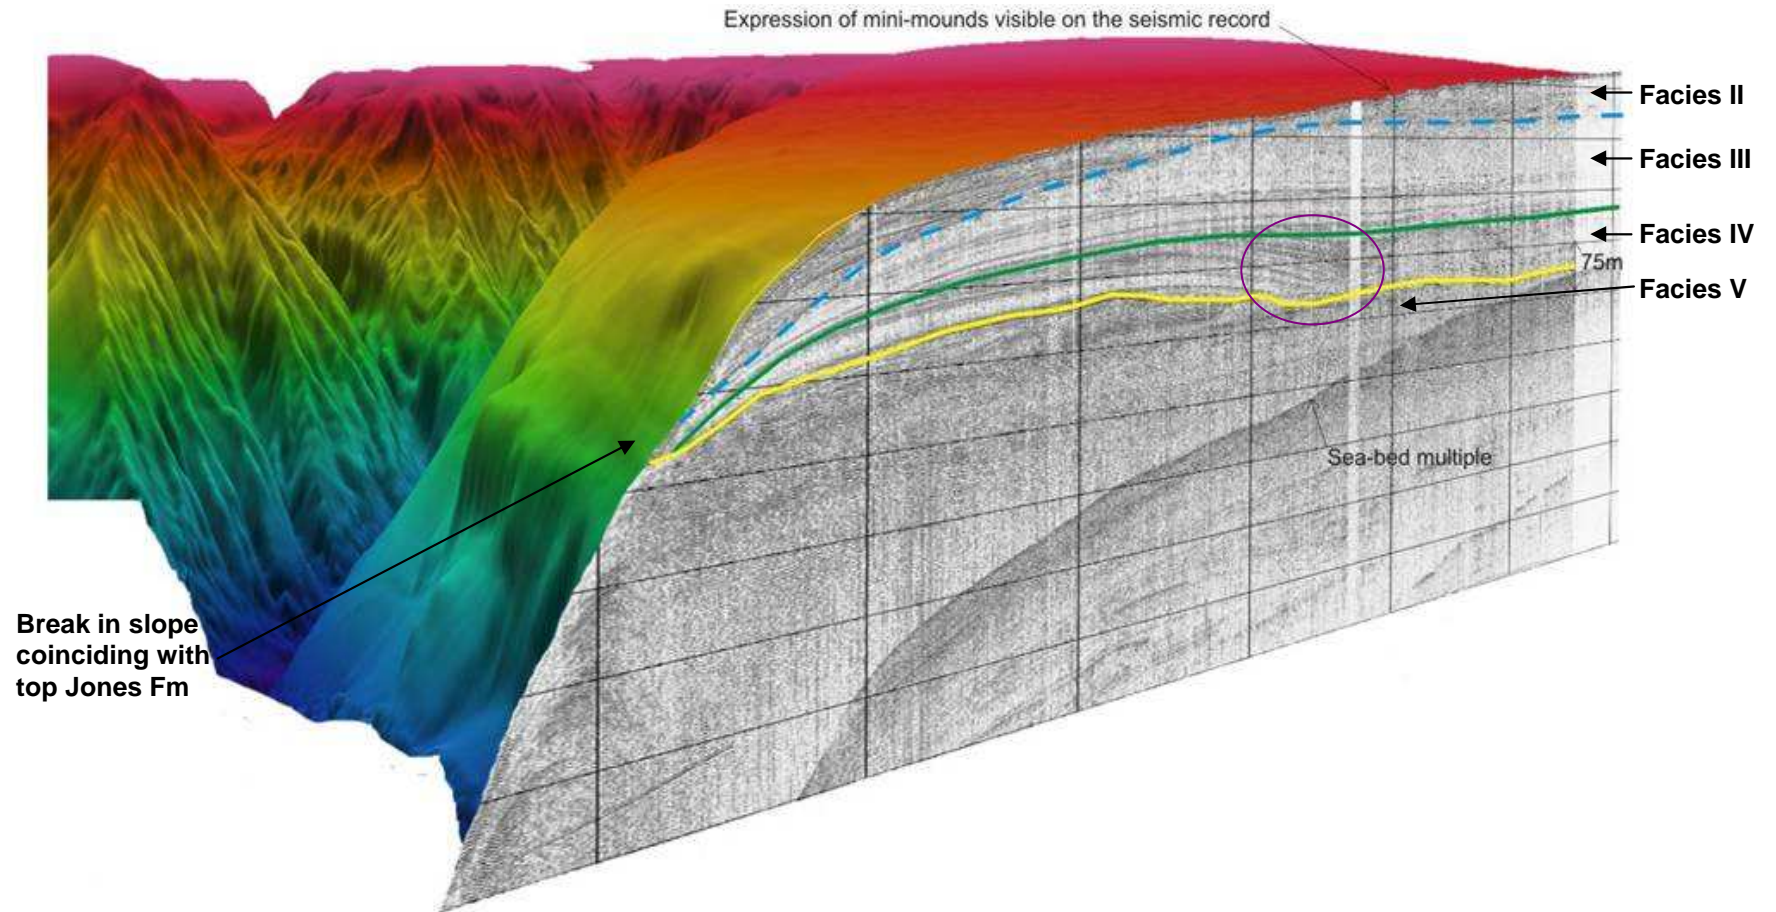 Expression of mini-mounds visible on the seismic record
Facies II
Facies III
Facies IV
75m
Facies V
Sea-bed multiple
Break in slope
coinciding with
top Jones Fm